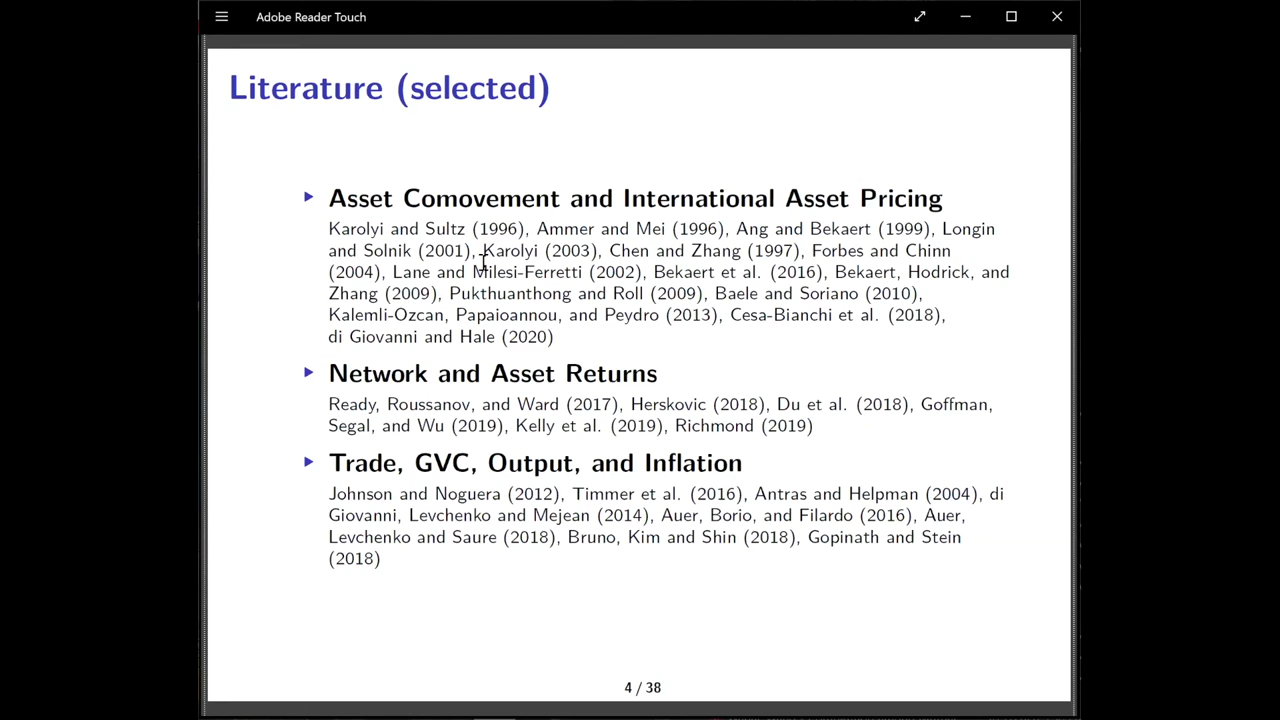 Adobe Reader Touch
Literature (selected)
Asset Comovement and International Asset Pricing
Karolyi and Sultz (1996), Ammer and Mei (1996), Ang and Bekaert (1999), Longin
and Solnik (2001), Karolyi (2003), Chen and Zhang (1997), Forbes and Chinn
(2004), Lane and Milesi-Ferretti (2002), Bekaert et al. (2016), Bekaert, Hodrick, and
Zhang (2009), Pukthuanthong and Roll (2009), Baele and Soriano (2010),
Kalemli-Ozcan, Papaioannou, and Peydro (2013), Cesa-Bianchi et al. (2018),
di Giovanni and Hale (2020)
Network and Asset Returns
Ready, Roussanov, and Ward (2017), Herskovic (2018), Du et al. (2018), Goffman,
Segal, and Wu (2019), Kelly et al. (2019), Richmond (2019)
Trade, GVC, Output, and Inflation
Johnson and Noguera (2012), Timmer et al. (2016), Antras and Helpman (2004), di
Giovanni, Levchenko and Mejean (2014), Auer, Borio, and Filardo (2016), Auer,
Levchenko and Saure (2018), Bruno, Kim and Shin (2018), Gopinath and Stein
(2018)
4 / 38